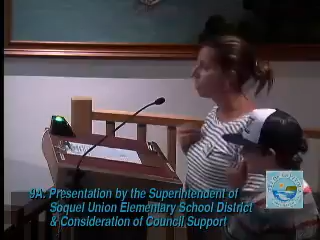 9A: Presentation by the Superintendent of
Soquel Union Elementary School District
& Consideration of Council Support